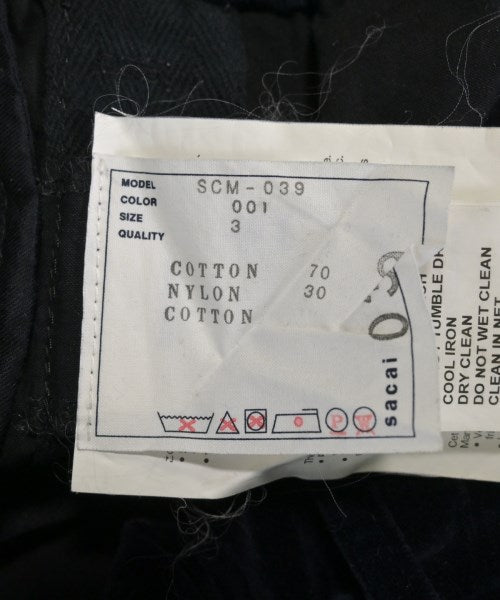 MODEL SCM-039
COLOR 001
SIZE 3
QUALITY
COTTON 70
NYLON 30
COTTON
P
sacai
TUMBLE DR
COOL IRON
DRY CLEAN
DO NOT WET CLEAN
CLEAN IN NET